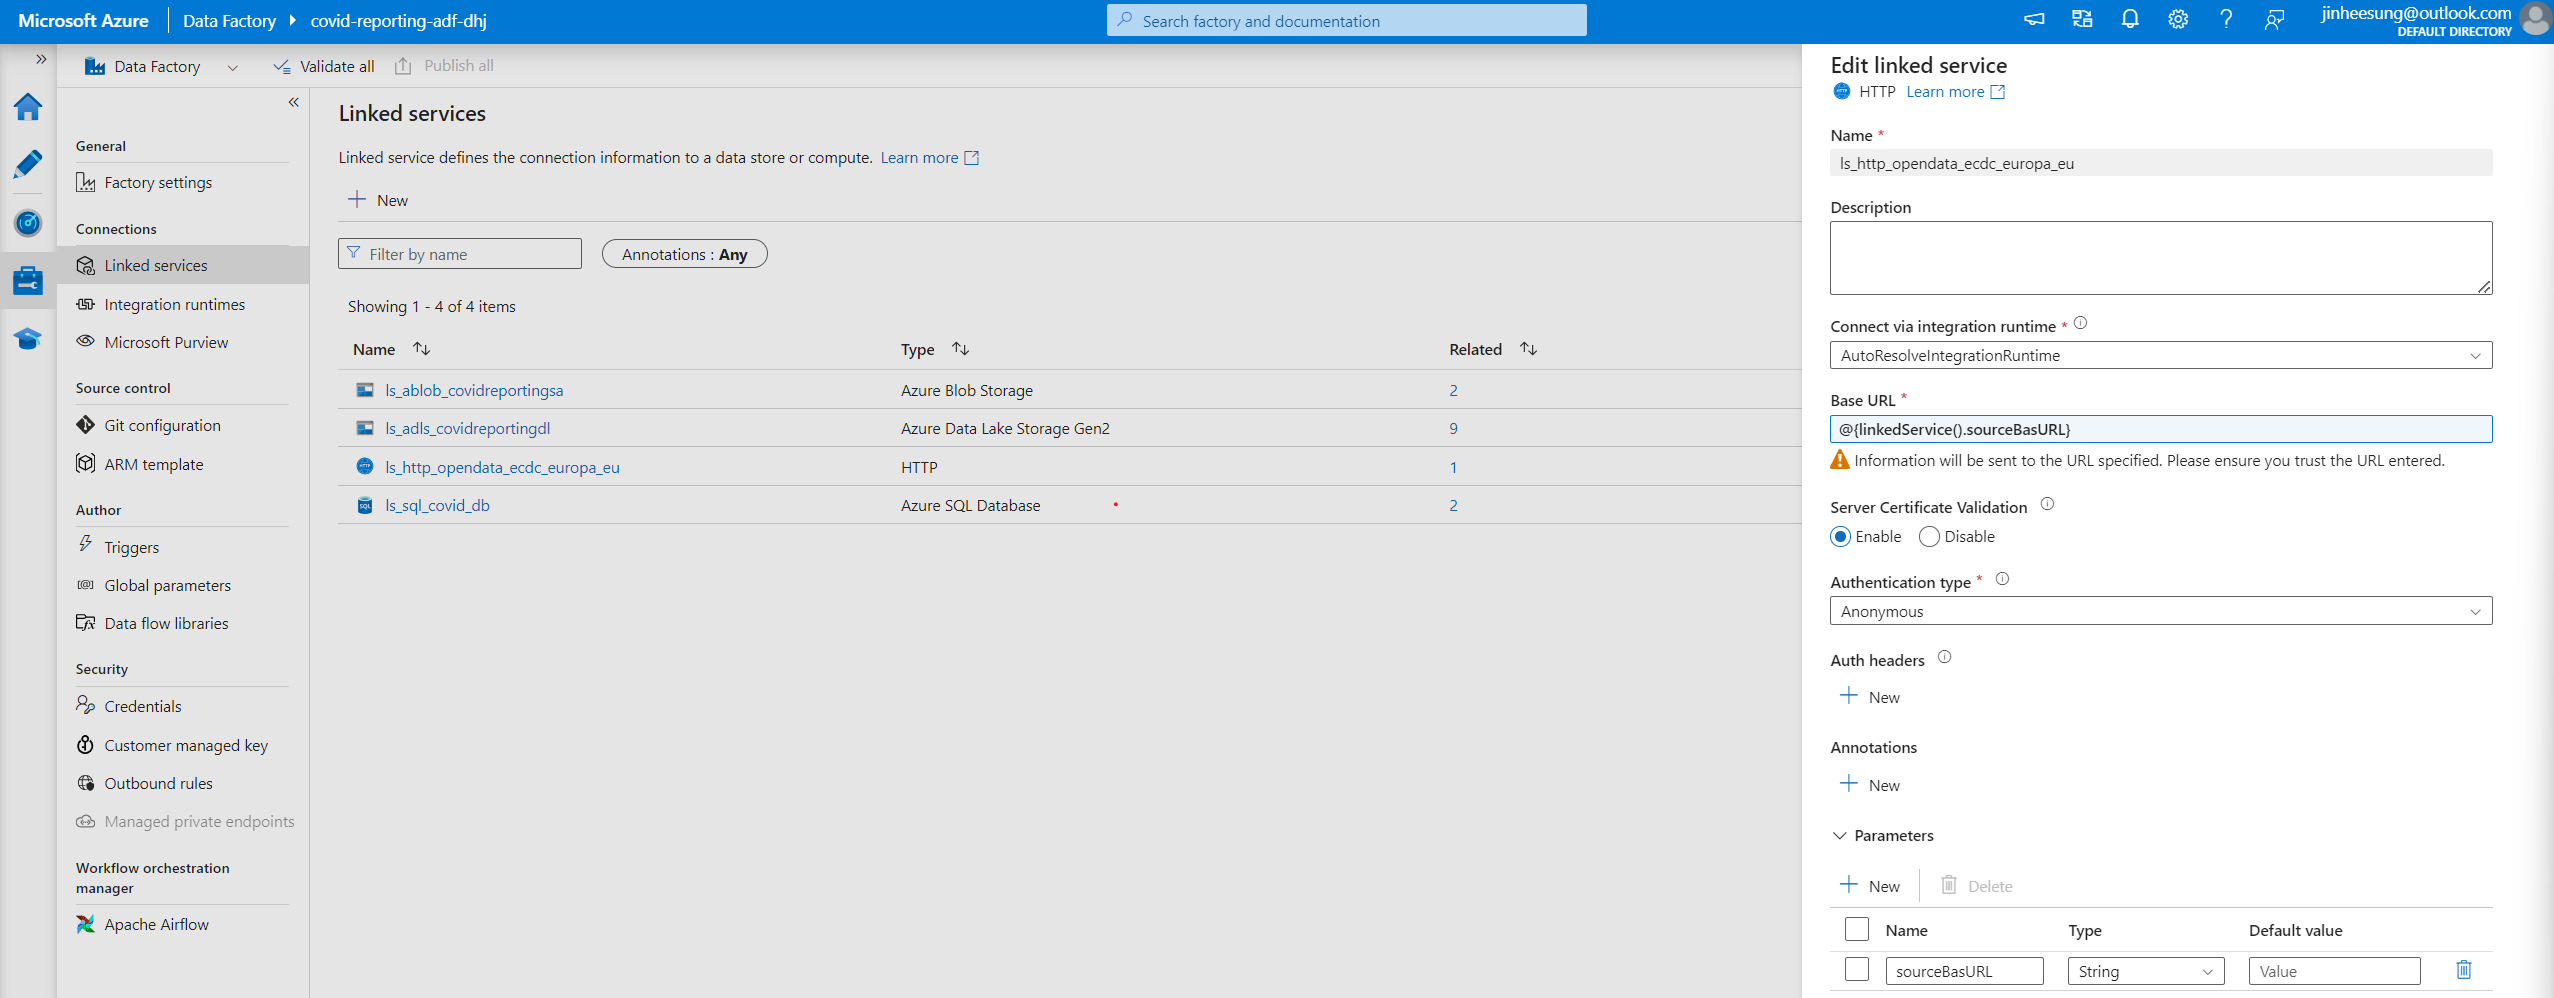 Microsoft Azure
Data Factory
covid-reporting-adf-dhj
Search factory and documentation
jinheesung@outlook.com
DEFAULT DIRECTORY
Data Factory
Validate all
Publish all
General
Factory settings
Connections
Linked services
Integration runtimes
Microsoft Purview
Source control
Git configuration
ARM template
Author
Triggers
Global parameters
Data flow libraries
Security
Credentials
Customer managed key
Outbound rules
Managed private endpoints
Workflow orchestration
manager
Apache Airflow
Linked services
Linked service defines the connection information to a data store or compute. Learn more
New
Filter by name
Annotations : Any
Showing 1 - 4 of 4 items
Name Type Related
ls_ablob_covidreportingsa Azure Blob Storage 2
ls_adls_covidreportingdl Azure Data Lake Storage Gen2 9
HTTP ls_http_opendata_ecdc_europa_eu HTTP 1
SQL ls_sql_covid_db Azure SQL Database 2
Edit linked service
HTTP HTTP Learn more
Name *
ls_http_opendata_ecdc_europa_eu
Description
Connect via integration runtime *
AutoResolveIntegrationRuntime
Base URL *
@{linkedService().sourceBasURL}
Information will be sent to the URL specified. Please ensure you trust the URL entered.
Server Certificate Validation
Enable Disable
Authentication type *
Anonymous
Auth headers
New
Annotations
New
Parameters
New Delete
Name Type Default value
sourceBasURL String Value